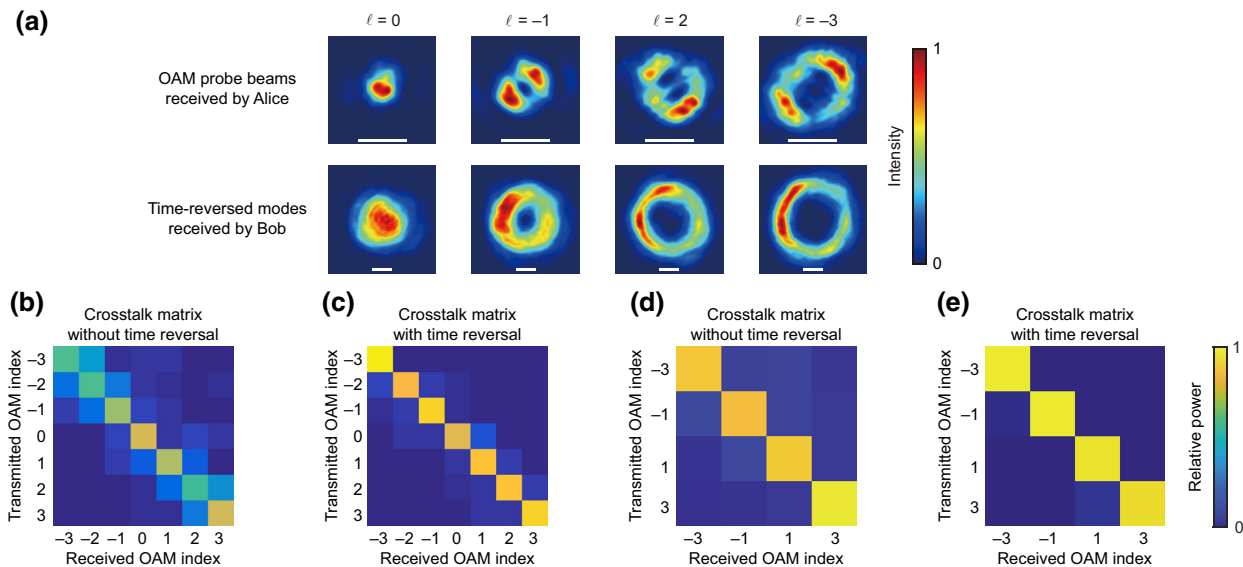 (a)
ℓ = 0
ℓ = –1
ℓ = 2
ℓ = –3
OAM probe beams
received by Alice
Time-reversed modes
received by Bob
1
Intensity
0
(b)
Crosstalk matrix
without time reversal
Transmitted OAM index
–3
–2
–1
0
1
2
3
–3 –2 –1 0 1 2 3
Received OAM index
(c)
Crosstalk matrix
with time reversal
Transmitted OAM index
–3
–2
–1
0
1
2
3
–3 –2 –1 0 1 2 3
Received OAM index
(d)
Crosstalk matrix
without time reversal
Transmitted OAM index
–3
–1
1
3
–3 –1 1 3
Received OAM index
(e)
Crosstalk matrix
with time reversal
Transmitted OAM index
–3
–1
1
3
–3 –1 1 3
Received OAM index
1
Relative power
0